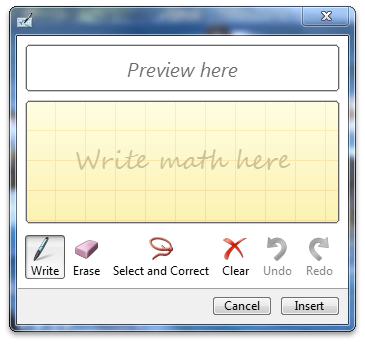 Preview here
Write math here
Write Erase Select and Correct Clear Undo Redo
Cancel Insert